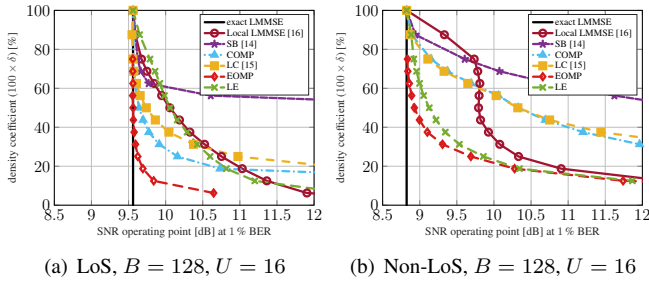 density coefficient (100 × δ) [%]
100
80
60
40
20
0
8.5
9
9.5
10
10.5
11
11.5
12
SNR operating point [dB] at 1 % BER
exact LMMSE
Local LMMSE [16]
SB [14]
COMP
LC [15]
EOMP
LE
(a) LoS, B = 128, U = 16
density coefficient (100 × δ) [%]
100
80
60
40
20
0
8.5
9
9.5
10
10.5
11
11.5
12
SNR operating point [dB] at 1 % BER
exact LMMSE
Local LMMSE [16]
SB [14]
COMP
LC [15]
EOMP
LE
(b) Non-LoS, B = 128, U = 16